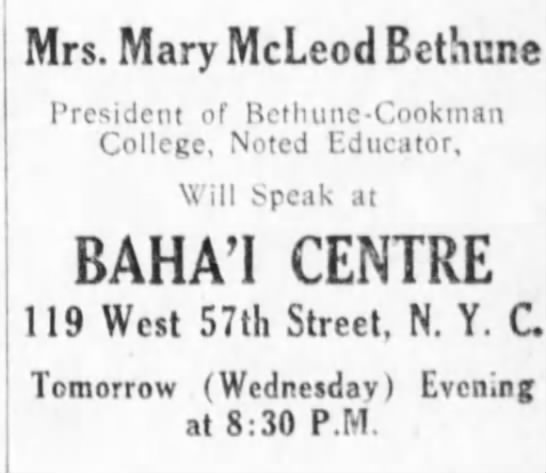 Mrs. Mary McLeod Bethune
President of Bethune-Cookman
College, Noted Educator,
Will Speak at
BAHA'I CENTRE
119 West 57th Street, N. Y. C.
Tomorrow (Wednesday) Evening
at 8:30 P.M.